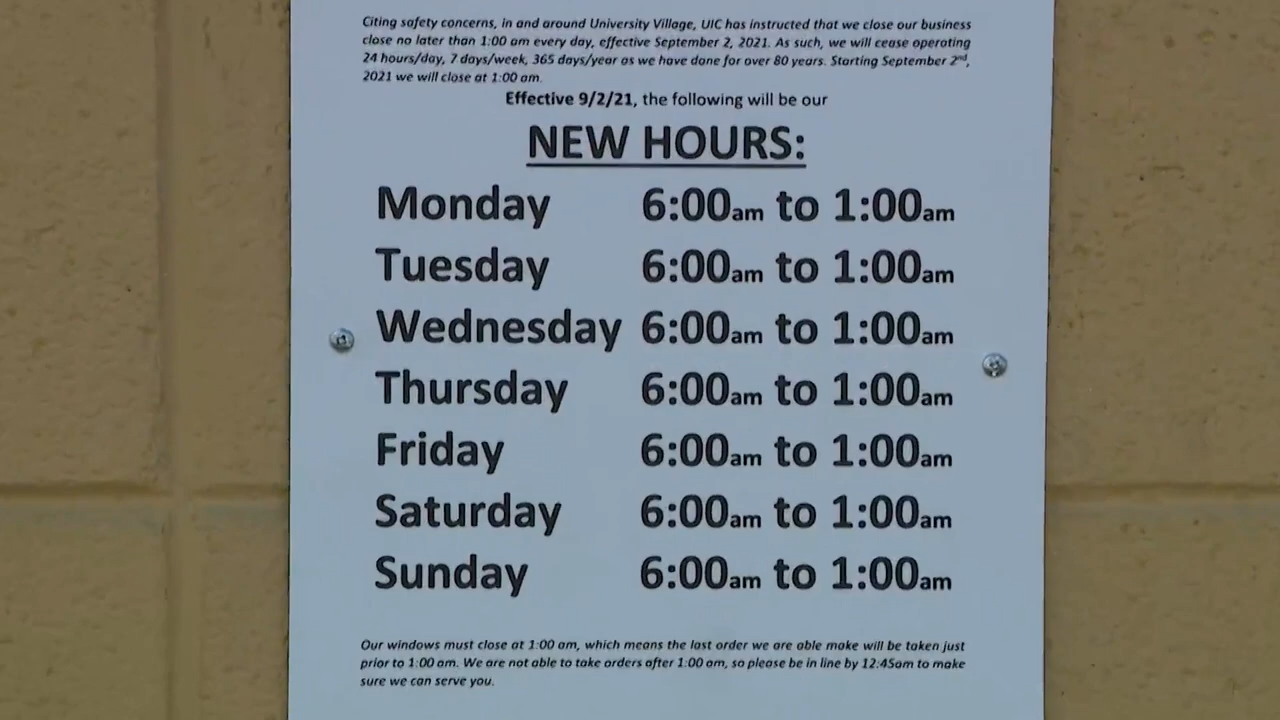 Citing safety concerns, in and around University Village, UIC has instructed that we close our business
close no later than 1:00 am every day, effective September 2, 2021. As such, we will cease operating
24 hours/day, 7 days/week, 365 days/year as we have done for over 80 years. Starting September 2nd,
2021 we will close at 1:00 am.
Effective 9/2/21, the following will be our
NEW HOURS:
Monday 6:00am to 1:00am
Tuesday 6:00am to 1:00am
Wednesday 6:00am to 1:00am
Thursday 6:00am to 1:00am
Friday 6:00am to 1:00am
Saturday 6:00am to 1:00am
Sunday 6:00am to 1:00am
Our windows must close at 1:00 am, which means the last order we are able make will be taken just
prior to 1:00 am. We are not able to take orders after 1:00 am, so please be in line by 12:45am to make
sure we can serve you.